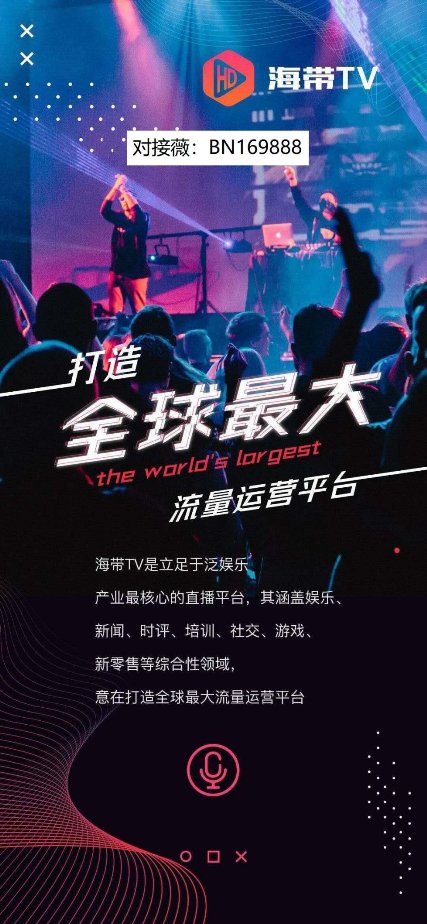 HD 海带TV
对接薇：BN169888
打造
全球最大
the world's largest
流量运营平台
海带TV是立足于泛娱乐
产业最核心的直播平台，其涵盖娱乐、
新闻、时评、培训、社交、游戏、
新零售等综合性领域，
意在打造全球最大流量运营平台